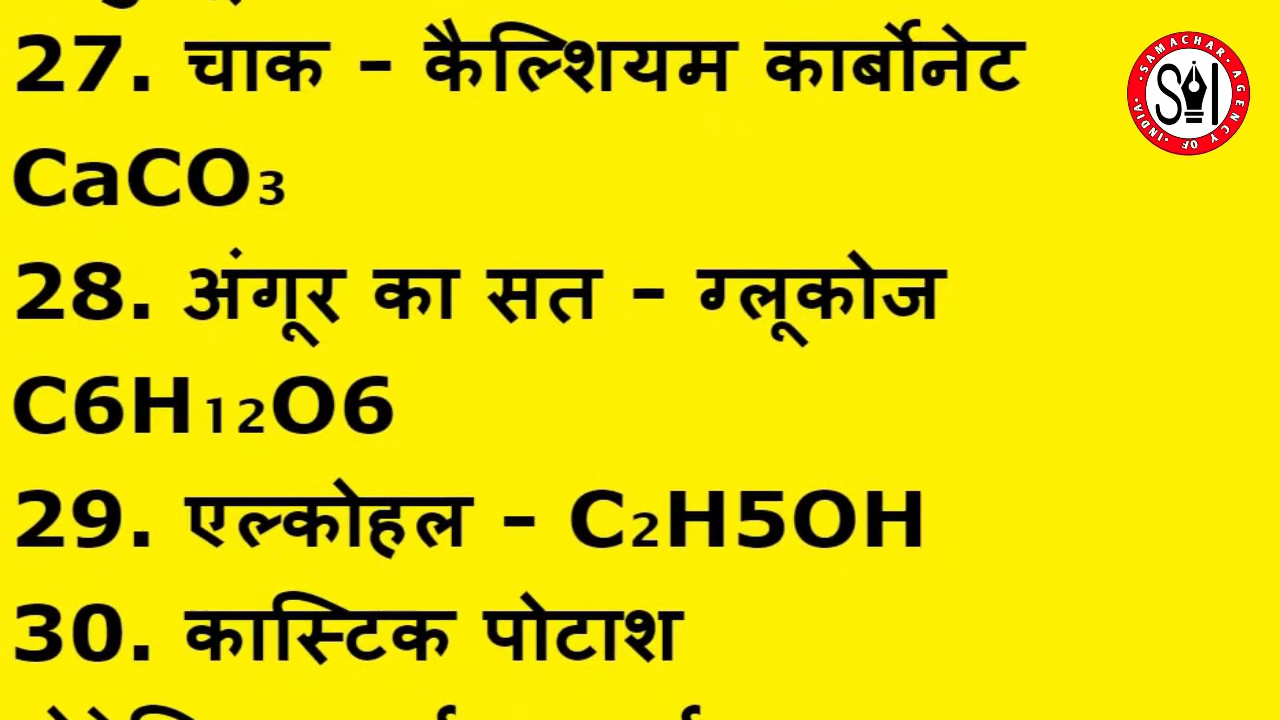 27. चाक - कैल्शियम कार्बोनेट
CaCO₃
28. अंगूर का सत - ग्लूकोज
C6H₁₂O6
29. एल्कोहल - C₂H5OH
30. कास्टिक पोटाश
SAMACHAR AGENCY OF INDIA